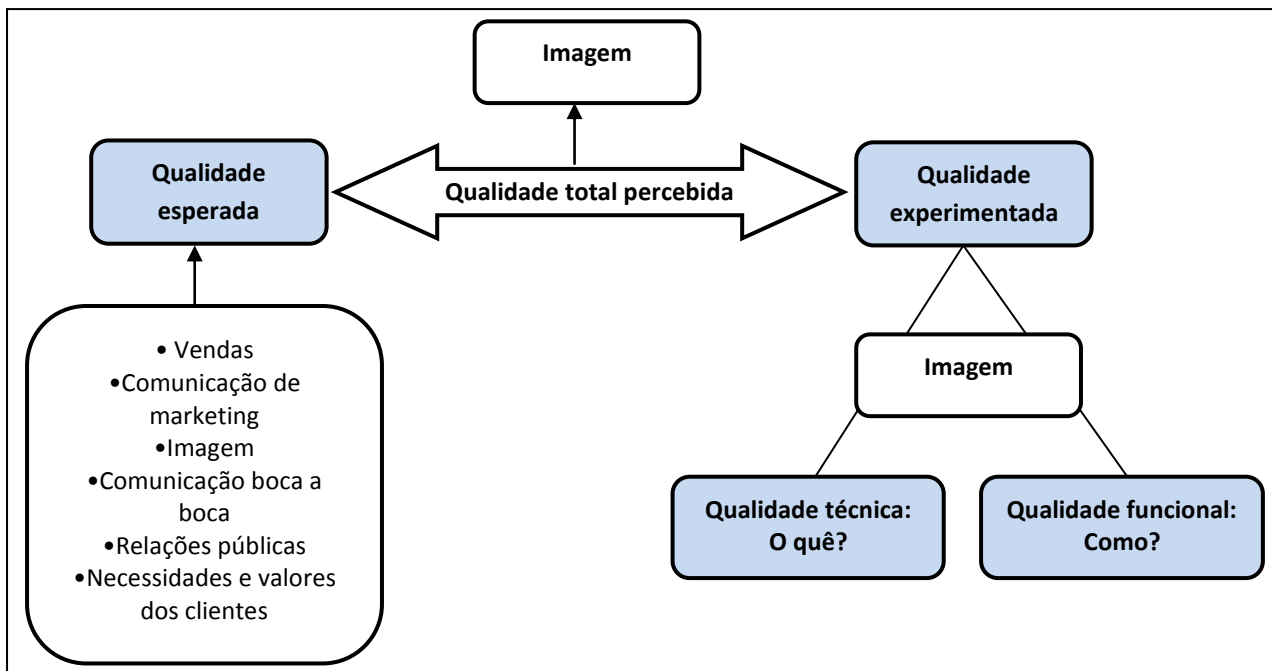 Imagem
Qualidade
esperada
Qualidade total percebida
Qualidade
experimentada
• Vendas
•Comunicação de
marketing
•Imagem
•Comunicação boca a
boca
•Relações públicas
•Necessidades e valores
dos clientes
Imagem
Qualidade técnica:
O quê?
Qualidade funcional:
Como?